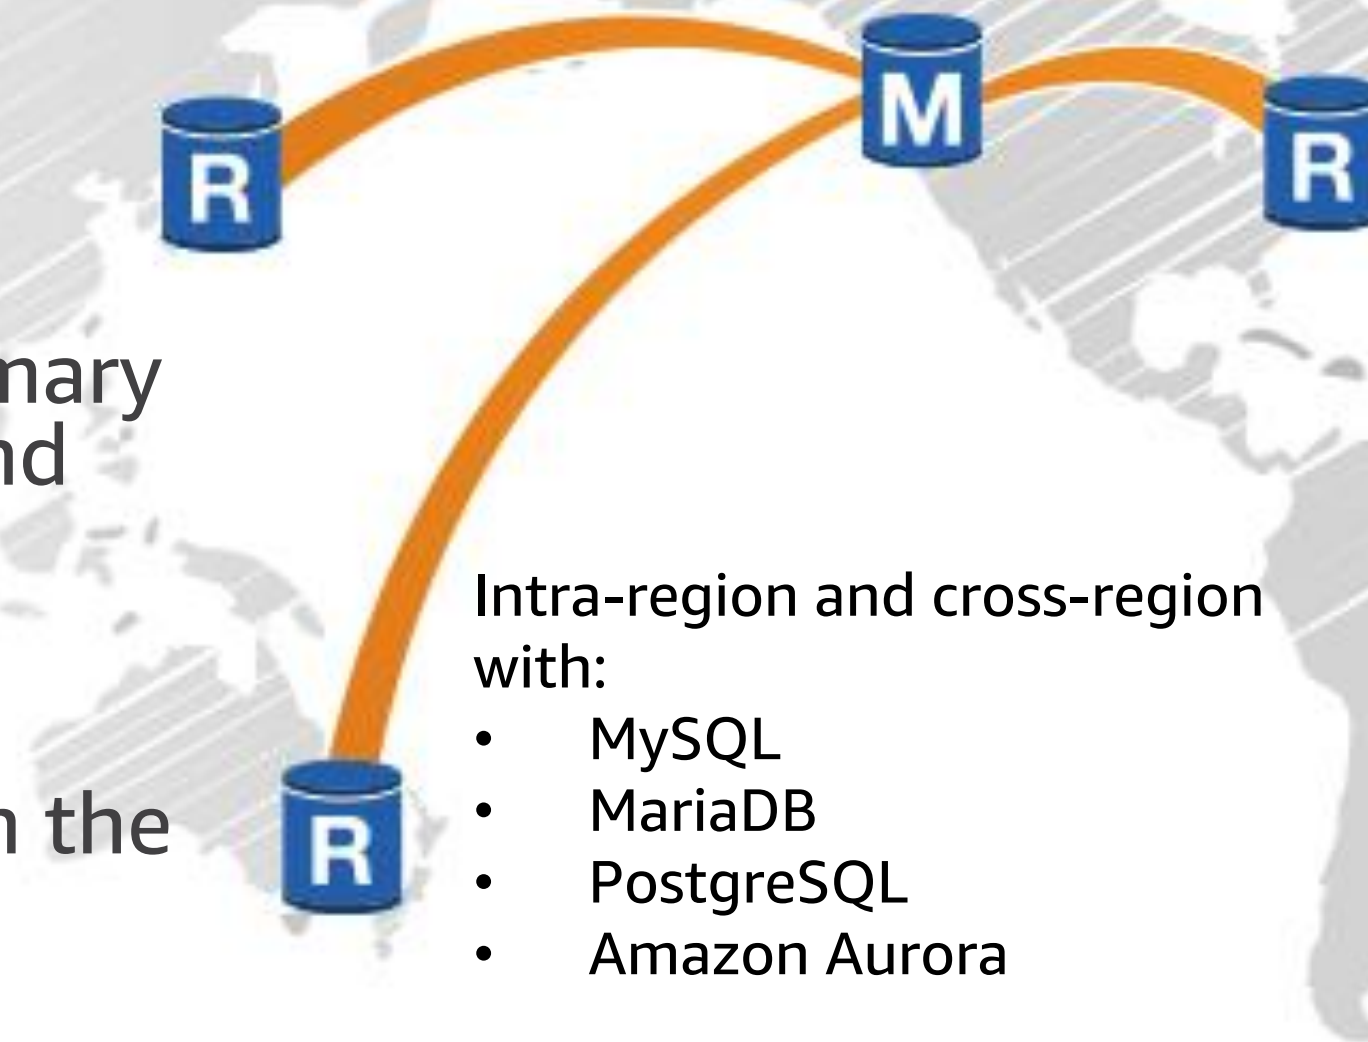 M
R
R
mary
nd
Intra-region and cross-region
with:
• MySQL
• MariaDB
n the
R
• PostgreSQL
• Amazon Aurora